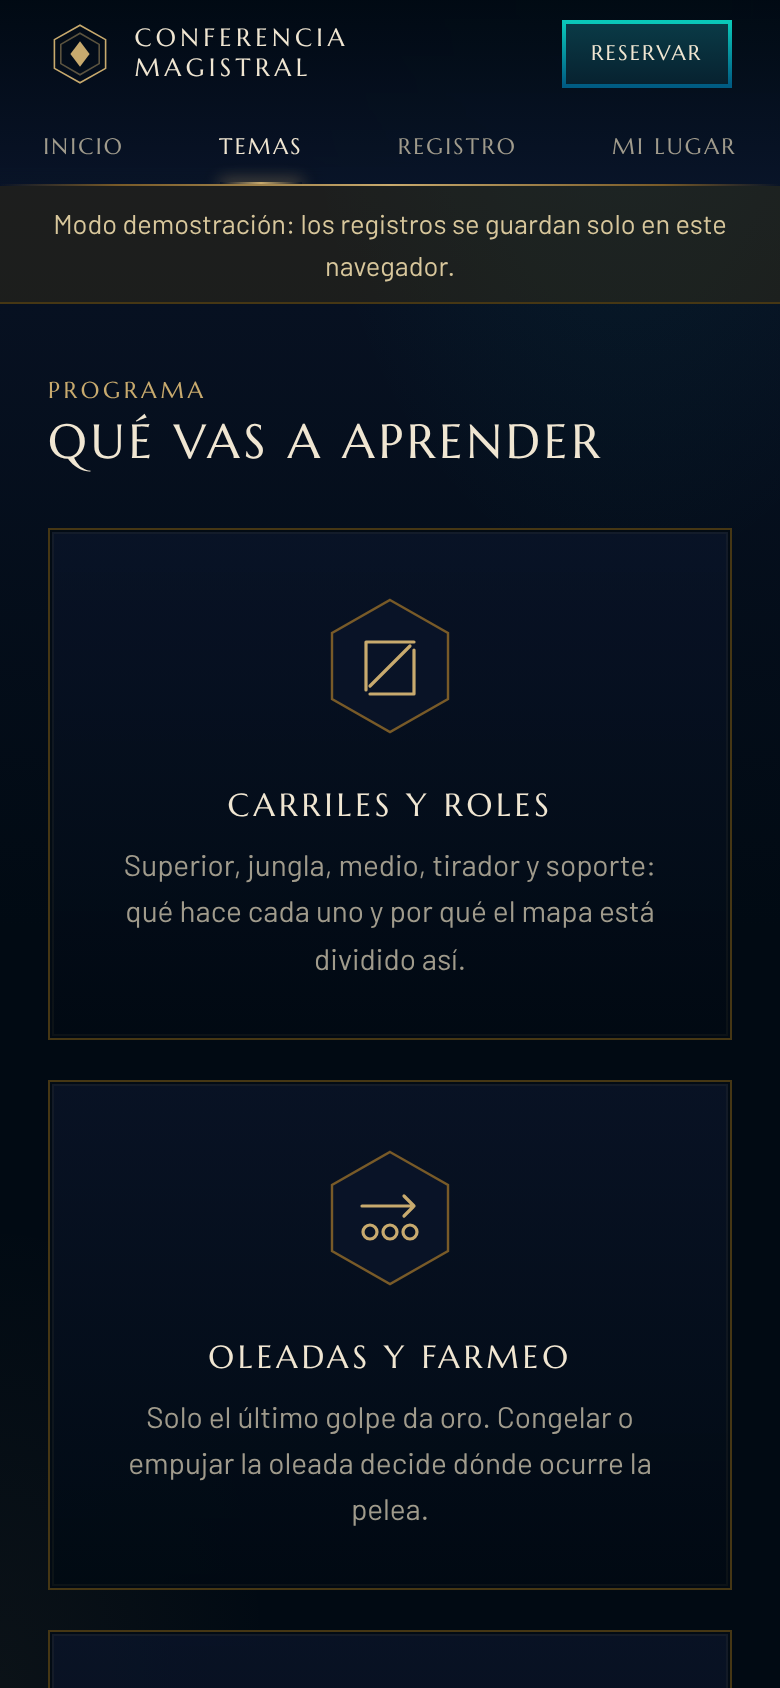 CONFERENCIA
MAGISTRAL
RESERVAR
INICIO
TEMAS
REGISTRO
MI LUGAR
Modo demostración: los registros se guardan solo en este
navegador.
PROGRAMA
QUÉ VAS A APRENDER
CARRILES Y ROLES
Superior, jungla, medio, tirador y soporte:
qué hace cada uno y por qué el mapa está
dividido así.
OLEADAS Y FARMEO
Solo el último golpe da oro. Congelar o
empujar la oleada decide dónde ocurre la
pelea.